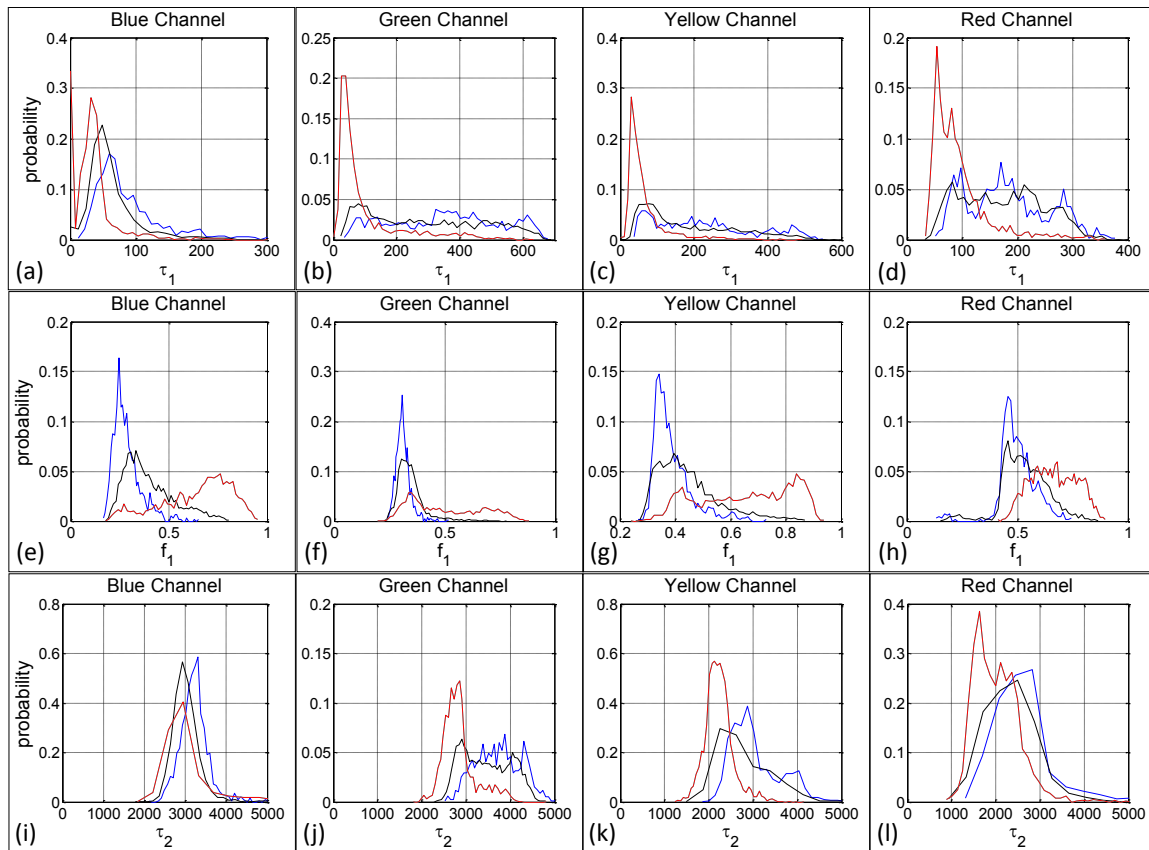 Blue Channel Green Channel Yellow Channel Red Channel
0.4 0.25 0.4 0.2
0.2
0.3 0.3 0.15
probability 0.15
0.2 0.2 0.1
0.1
0.1 0.1 0.05
0.05
0 0 0 0
0 100 200 300 0 200 400 600 0 200 400 600 0 100 200 300 400
(a) τ1 (b) τ1 (c) τ1 (d) τ1
Blue Channel Green Channel Yellow Channel Red Channel
0.2 0.4 0.2 0.2
0.15 0.3 0.15 0.15
probability
0.1 0.2 0.1 0.1
0.05 0.1 0.05 0.05
0 0 0 0
0 0.5 1 0 0.5 1 0.2 0.4 0.6 0.8 1 0 0.5 1
(e) f1 (f) f1 (g) f1 (h) f1
Blue Channel Green Channel Yellow Channel Red Channel
0.8 0.2 0.8 0.4
0.6 0.15 0.6 0.3
probability
0.4 0.1 0.4 0.2
0.2 0.05 0.2 0.1
0 0 0 0
0 1000 2000 3000 4000 5000 0 1000 2000 3000 4000 5000 0 1000 2000 3000 4000 5000 0 1000 2000 3000 4000 5000
(i) τ2 (j) τ2 (k) τ2 (l) τ2